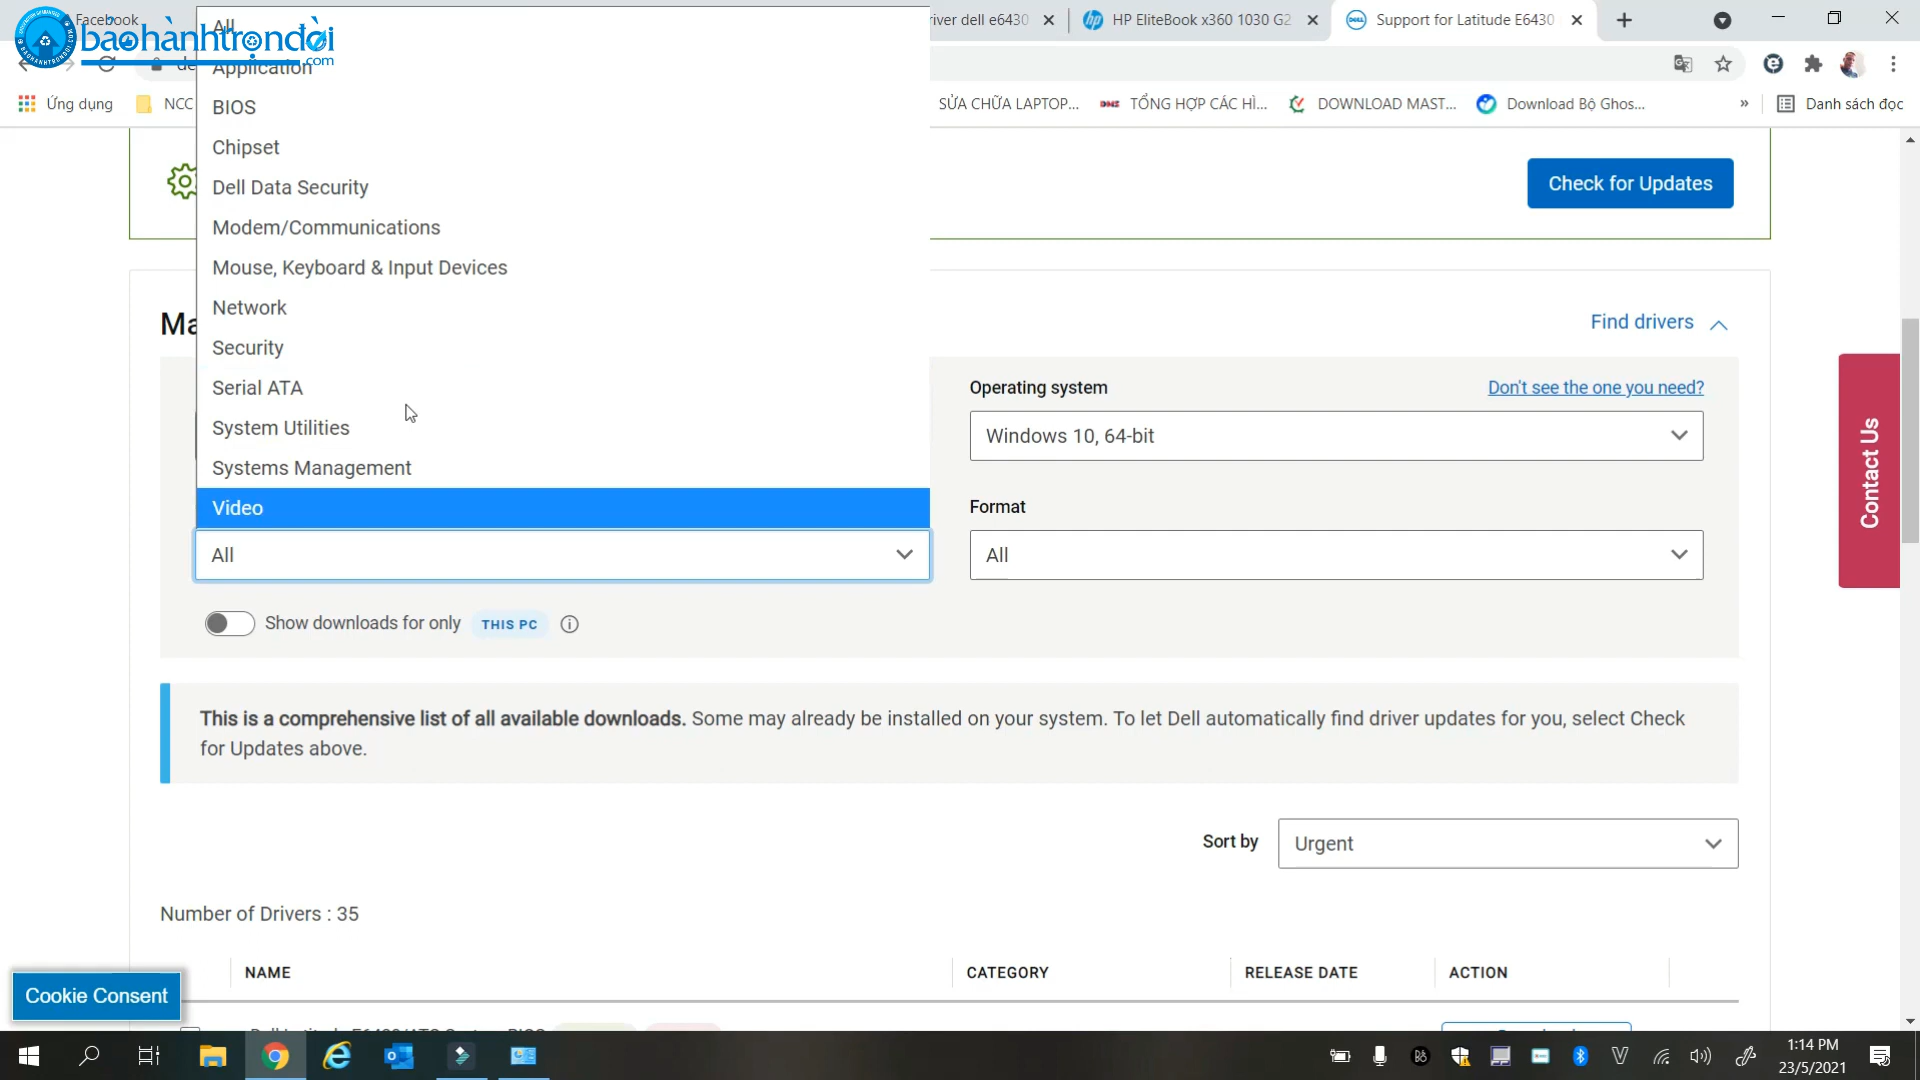 Facebook
All
river dell e6430
HP EliteBook x360 1030 G2
Support for Latitude E6430
baohanhtrondoi
.com
de
Application
Ứng dụng
NCC
BIOS
SỬA CHỮA LAPTOP...
TỔNG HỢP CÁC HÌ...
DOWNLOAD MAST...
Download Bộ Ghos...
»
Danh sách đọc
Chipset
Dell Data Security
Check for Updates
Modem/Communications
Mouse, Keyboard & Input Devices
Network
Ma
Find drivers
Security
Serial ATA
Operating system
Don't see the one you need?
System Utilities
Windows 10, 64-bit
Systems Management
Contact Us
Video
Format
All
All
Show downloads for only THIS PC
This is a comprehensive list of all available downloads. Some may already be installed on your system. To let Dell automatically find driver updates for you, select Check
for Updates above.
Sort by
Urgent
Number of Drivers : 35
NAME
CATEGORY
RELEASE DATE
ACTION
Cookie Consent
1:14 PM
23/5/2021